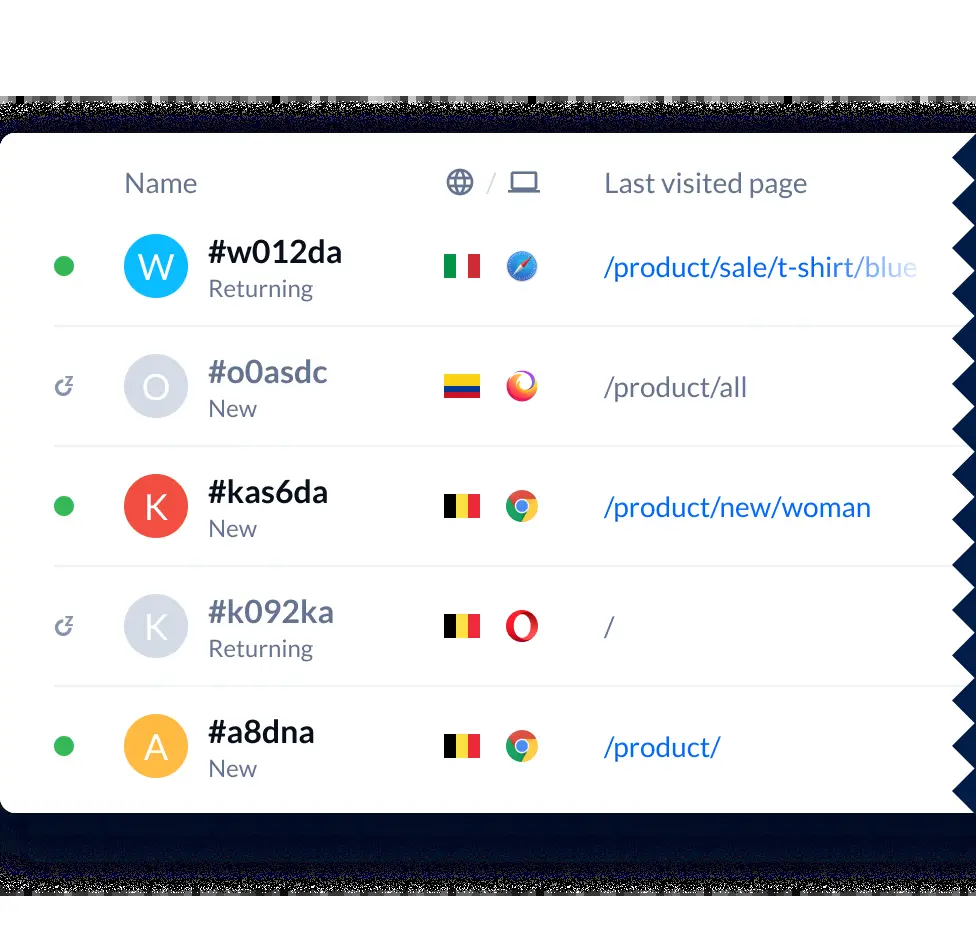 Name / Last visited page
W #w012da /product/sale/t-shirt/blue
Returning
O #o0asdc /product/all
New
K #kas6da /product/new/woman
New
K #k092ka /
Returning
A #a8dna /product/
New